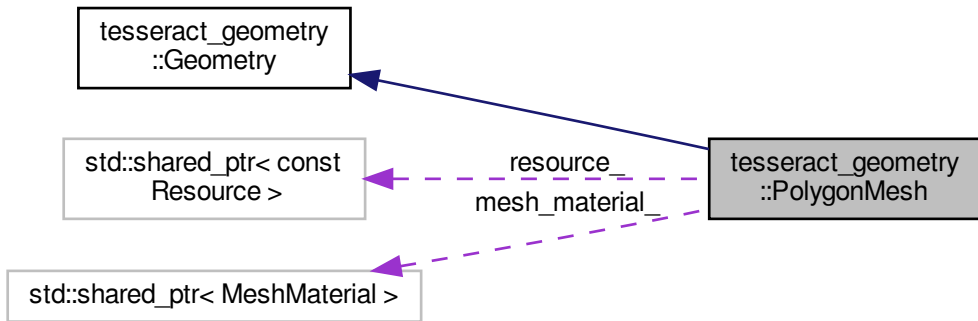 tesseract_geometry
::Geometry
std::shared_ptr< const
Resource >
resource_
tesseract_geometry
::PolygonMesh
mesh_material_
std::shared_ptr< MeshMaterial >